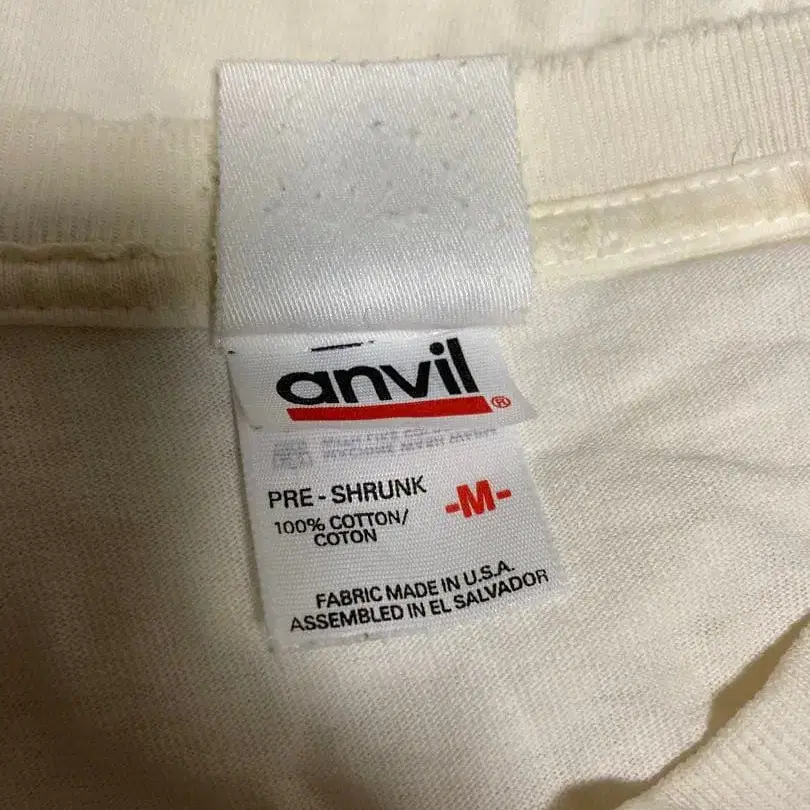 anvil®
PRE - SHRUNK
-M-
100% COTTON/
COTON
FABRIC MADE IN U.S.A.
ASSEMBLED IN EL SALVADOR